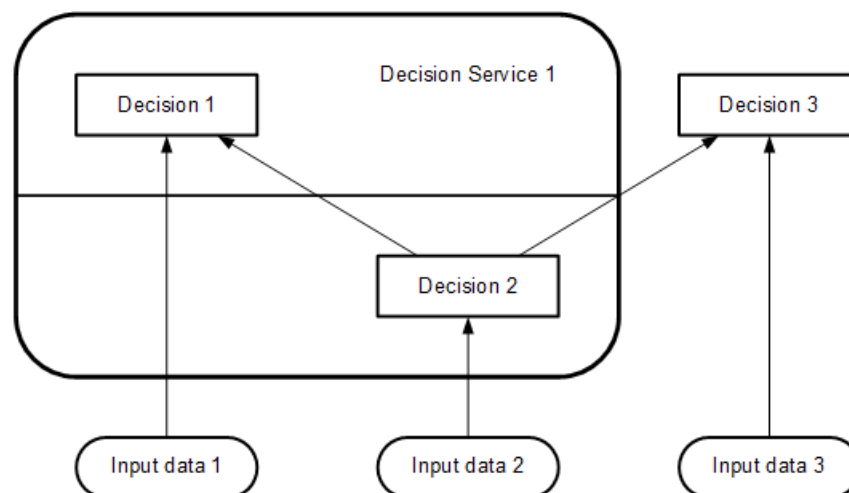 Decision Service 1
Decision 1
Decision 3
Decision 2
Input data 1
Input data 2
Input data 3